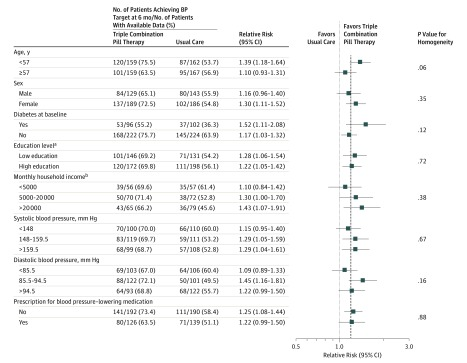 No. of Patients Achieving BP
Target at 6 mo/No. of Patients
With Available Data (%)
Triple Combination
Pill Therapy
Usual Care
Relative Risk
(95% CI)
Favors
Usual Care
Favors Triple
Combination
Pill Therapy
P Value for
Homogeneity
Age, y
<57 120/159 (75.5) 87/162 (53.7) 1.39 (1.18-1.64)
≥57 101/159 (63.5) 95/167 (56.9) 1.10 (0.93-1.31)
.06
Sex
Male 84/129 (65.1) 80/143 (55.9) 1.16 (0.96-1.40)
Female 137/189 (72.5) 102/186 (54.8) 1.30 (1.11-1.52)
.35
Diabetes at baseline
Yes 53/96 (55.2) 37/102 (36.3) 1.52 (1.11-2.08)
No 168/222 (75.7) 145/224 (63.9) 1.17 (1.03-1.32)
.12
Education levelᵃ
Low education 101/146 (69.2) 71/131 (54.2) 1.28 (1.06-1.54)
High education 120/172 (69.8) 111/198 (56.1) 1.22 (1.05-1.42)
.72
Monthly household incomeᵇ
<5000 39/56 (69.6) 35/57 (61.4) 1.10 (0.84-1.42)
5000-20000 50/70 (71.4) 38/72 (52.8) 1.30 (1.00-1.70)
>20000 43/65 (66.2) 36/79 (45.6) 1.43 (1.07-1.91)
.38
Systolic blood pressure, mm Hg
<148 70/100 (70.0) 66/110 (60.0) 1.15 (0.95-1.40)
148-159.5 83/119 (69.7) 59/111 (53.2) 1.29 (1.05-1.59)
>159.5 68/99 (68.7) 57/108 (52.8) 1.29 (1.04-1.61)
.67
Diastolic blood pressure, mm Hg
<85.5 69/103 (67.0) 64/106 (60.4) 1.09 (0.89-1.33)
85.5-94.5 88/122 (72.1) 50/101 (49.5) 1.45 (1.16-1.81)
>94.5 64/93 (68.8) 68/122 (55.7) 1.22 (0.99-1.50)
.16
Prescription for blood pressure-lowering medication
No 141/192 (73.4) 111/190 (58.4) 1.25 (1.08-1.44)
Yes 80/126 (63.5) 71/139 (51.1) 1.22 (0.99-1.50)
.88
0.5 1.0 3.0
Relative Risk (95% CI)